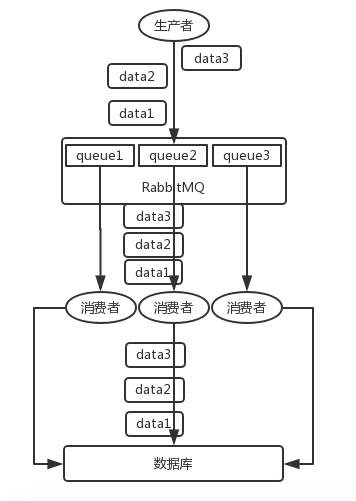 生产者
data3
data2
data1
queue1 queue2 queue3
RabbitMQ
data3
data2
data1
消费者 消费者 消费者
data3
data2
data1
数据库